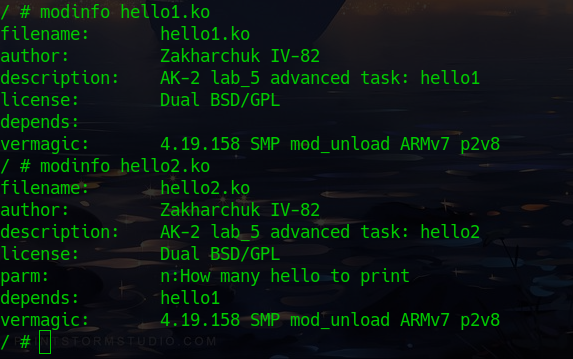 / # modinfo hello1.ko
filename:       hello1.ko
author:         Zakharchuk IV-82
description:    AK-2 lab_5 advanced task: hello1
license:        Dual BSD/GPL
depends:
vermagic:       4.19.158 SMP mod_unload ARMv7 p2v8
/ # modinfo hello2.ko
filename:       hello2.ko
author:         Zakharchuk IV-82
description:    AK-2 lab_5 advanced task: hello2
license:        Dual BSD/GPL
parm:           n:How many hello to print
depends:        hello1
vermagic:       4.19.158 SMP mod_unload ARMv7 p2v8
/ #